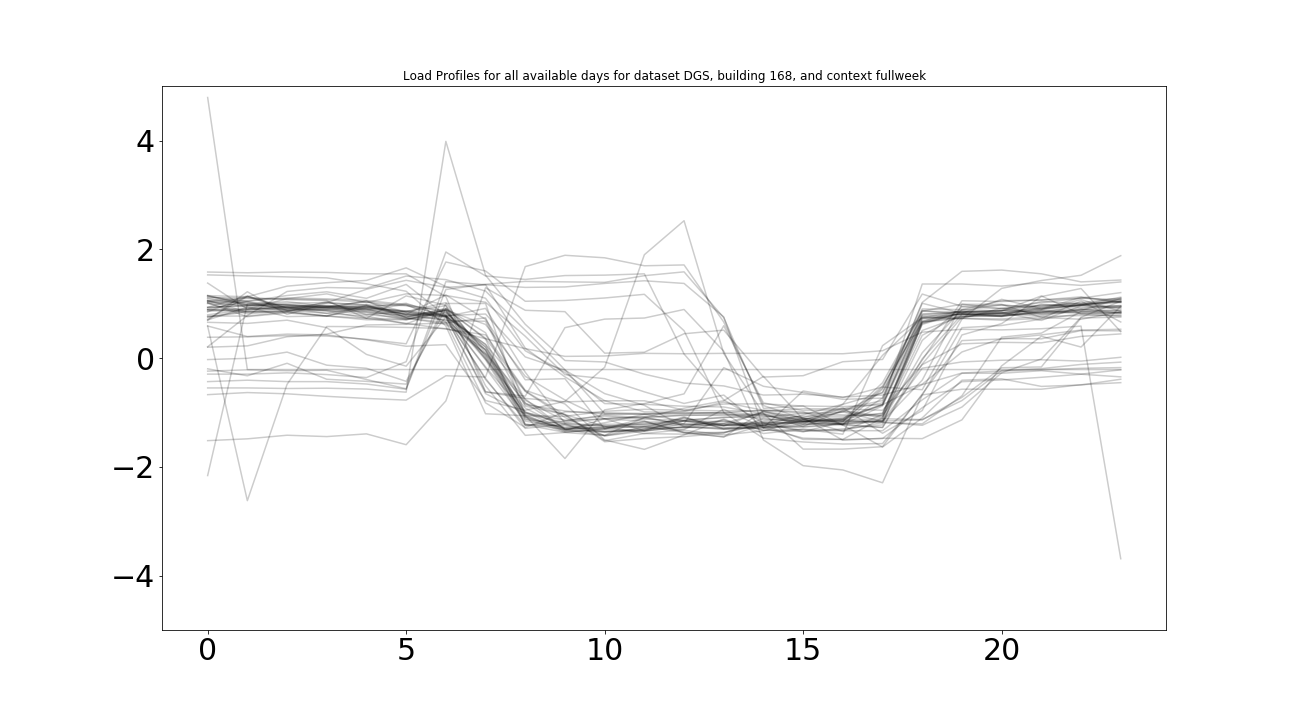 Load Profiles for all available days for dataset DGS, building 168, and context fullweek
4
2
0
−2
−4
0 5 10 15 20